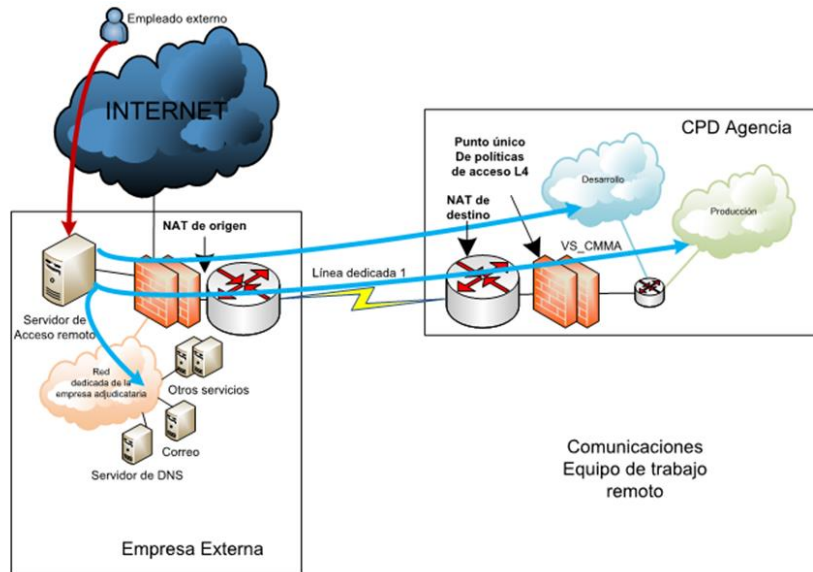 Empleado externo
INTERNET
CPD Agencia
Punto único
De políticas
de acceso L4
NAT de
destino
Desarrollo
Producción
VS_CMMA
NAT de origen
Línea dedicada 1
Servidor de
Acceso remoto
Red
dedicada de la
empresa adjudicataria
Otros servicios
Correo
Servidor de DNS
Empresa Externa
Comunicaciones
Equipo de trabajo
remoto